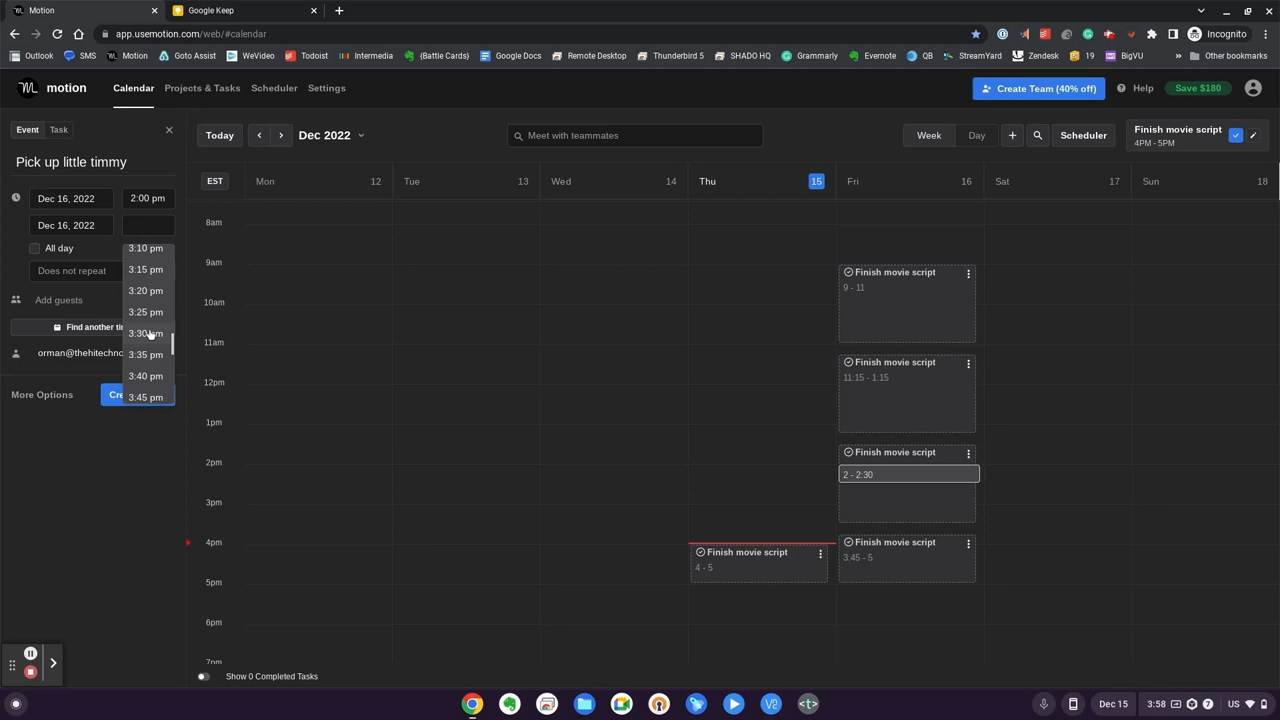 Motion
Google Keep
app.usemotion.com/web/#calendar
Incognito
Outlook
SMS
Motion
Goto Assist
WeVideo
Todoist
Intermedia
{Battle Cards}
Google Docs
Remote Desktop
Thunderbird 5
SHADO HQ
Grammarly
Evernote
QB
StreamYard
Zendesk
19
BigVU
Other bookmarks
motion
Calendar
Projects & Tasks
Scheduler
Settings
Create Team (40% off)
Help
Save $180
Event
Task
Pick up little timmy
Dec 16, 2022
2:00 pm
Dec 16, 2022
All day
Does not repeat
Add guests
Find another
orman@thehitechno
More Options
3:10 pm
3:15 pm
3:20 pm
3:25 pm
3:30
3:35 pm
3:40 pm
3:45 pm
Today
Dec 2022
Meet with teammates
Week
Day
Scheduler
Finish movie script
4PM - 5PM
EST
Mon 12
Tue 13
Wed 14
Thu 15
Fri 16
Sat 17
Sun 18
8am
9am
10am
11am
12pm
1pm
2pm
3pm
4pm
5pm
6pm
7pm
Finish movie script
4 - 5
Finish movie script
9 - 11
Finish movie script
11:15 - 1:15
Finish movie script
2 - 2:30
Finish movie script
3:45 - 5
Show 0 Completed Tasks
Dec 15
3:58
US